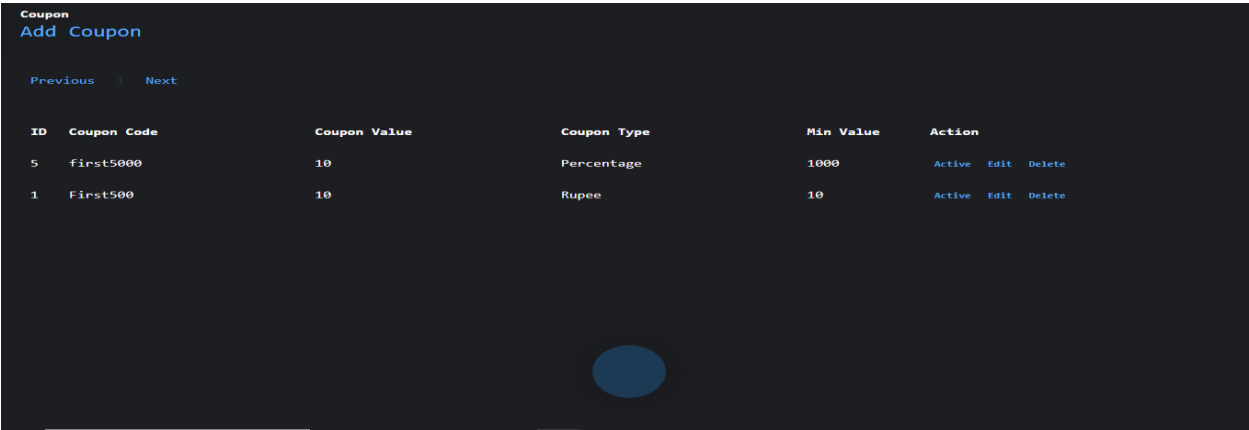 Coupon
Add Coupon
Previous 1 Next
ID Coupon Code Coupon Value Coupon Type Min Value Action
5 first5000 10 Percentage 1000 Active Edit Delete
1 First500 10 Rupee 10 Active Edit Delete